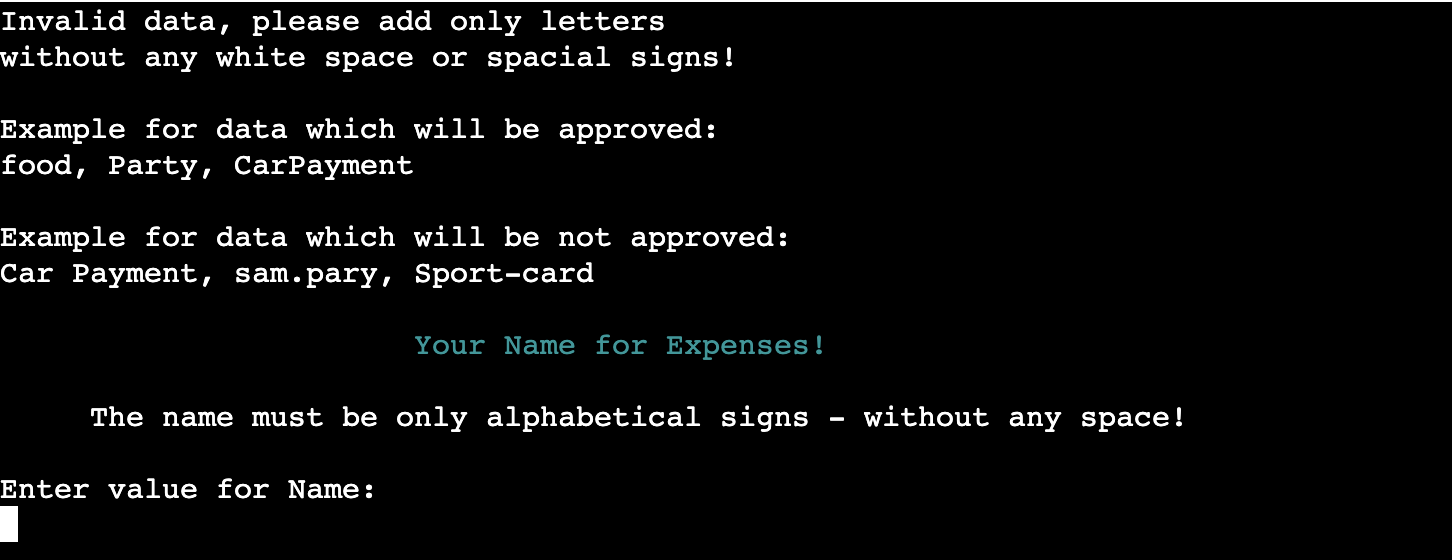 Invalid data, please add only letters
without any white space or spacial signs!
Example for data which will be approved:
food, Party, CarPayment
Example for data which will be not approved:
Car Payment, sam.pary, Sport-card
Your Name for Expenses!
The name must be only alphabetical signs - without any space!
Enter value for Name: